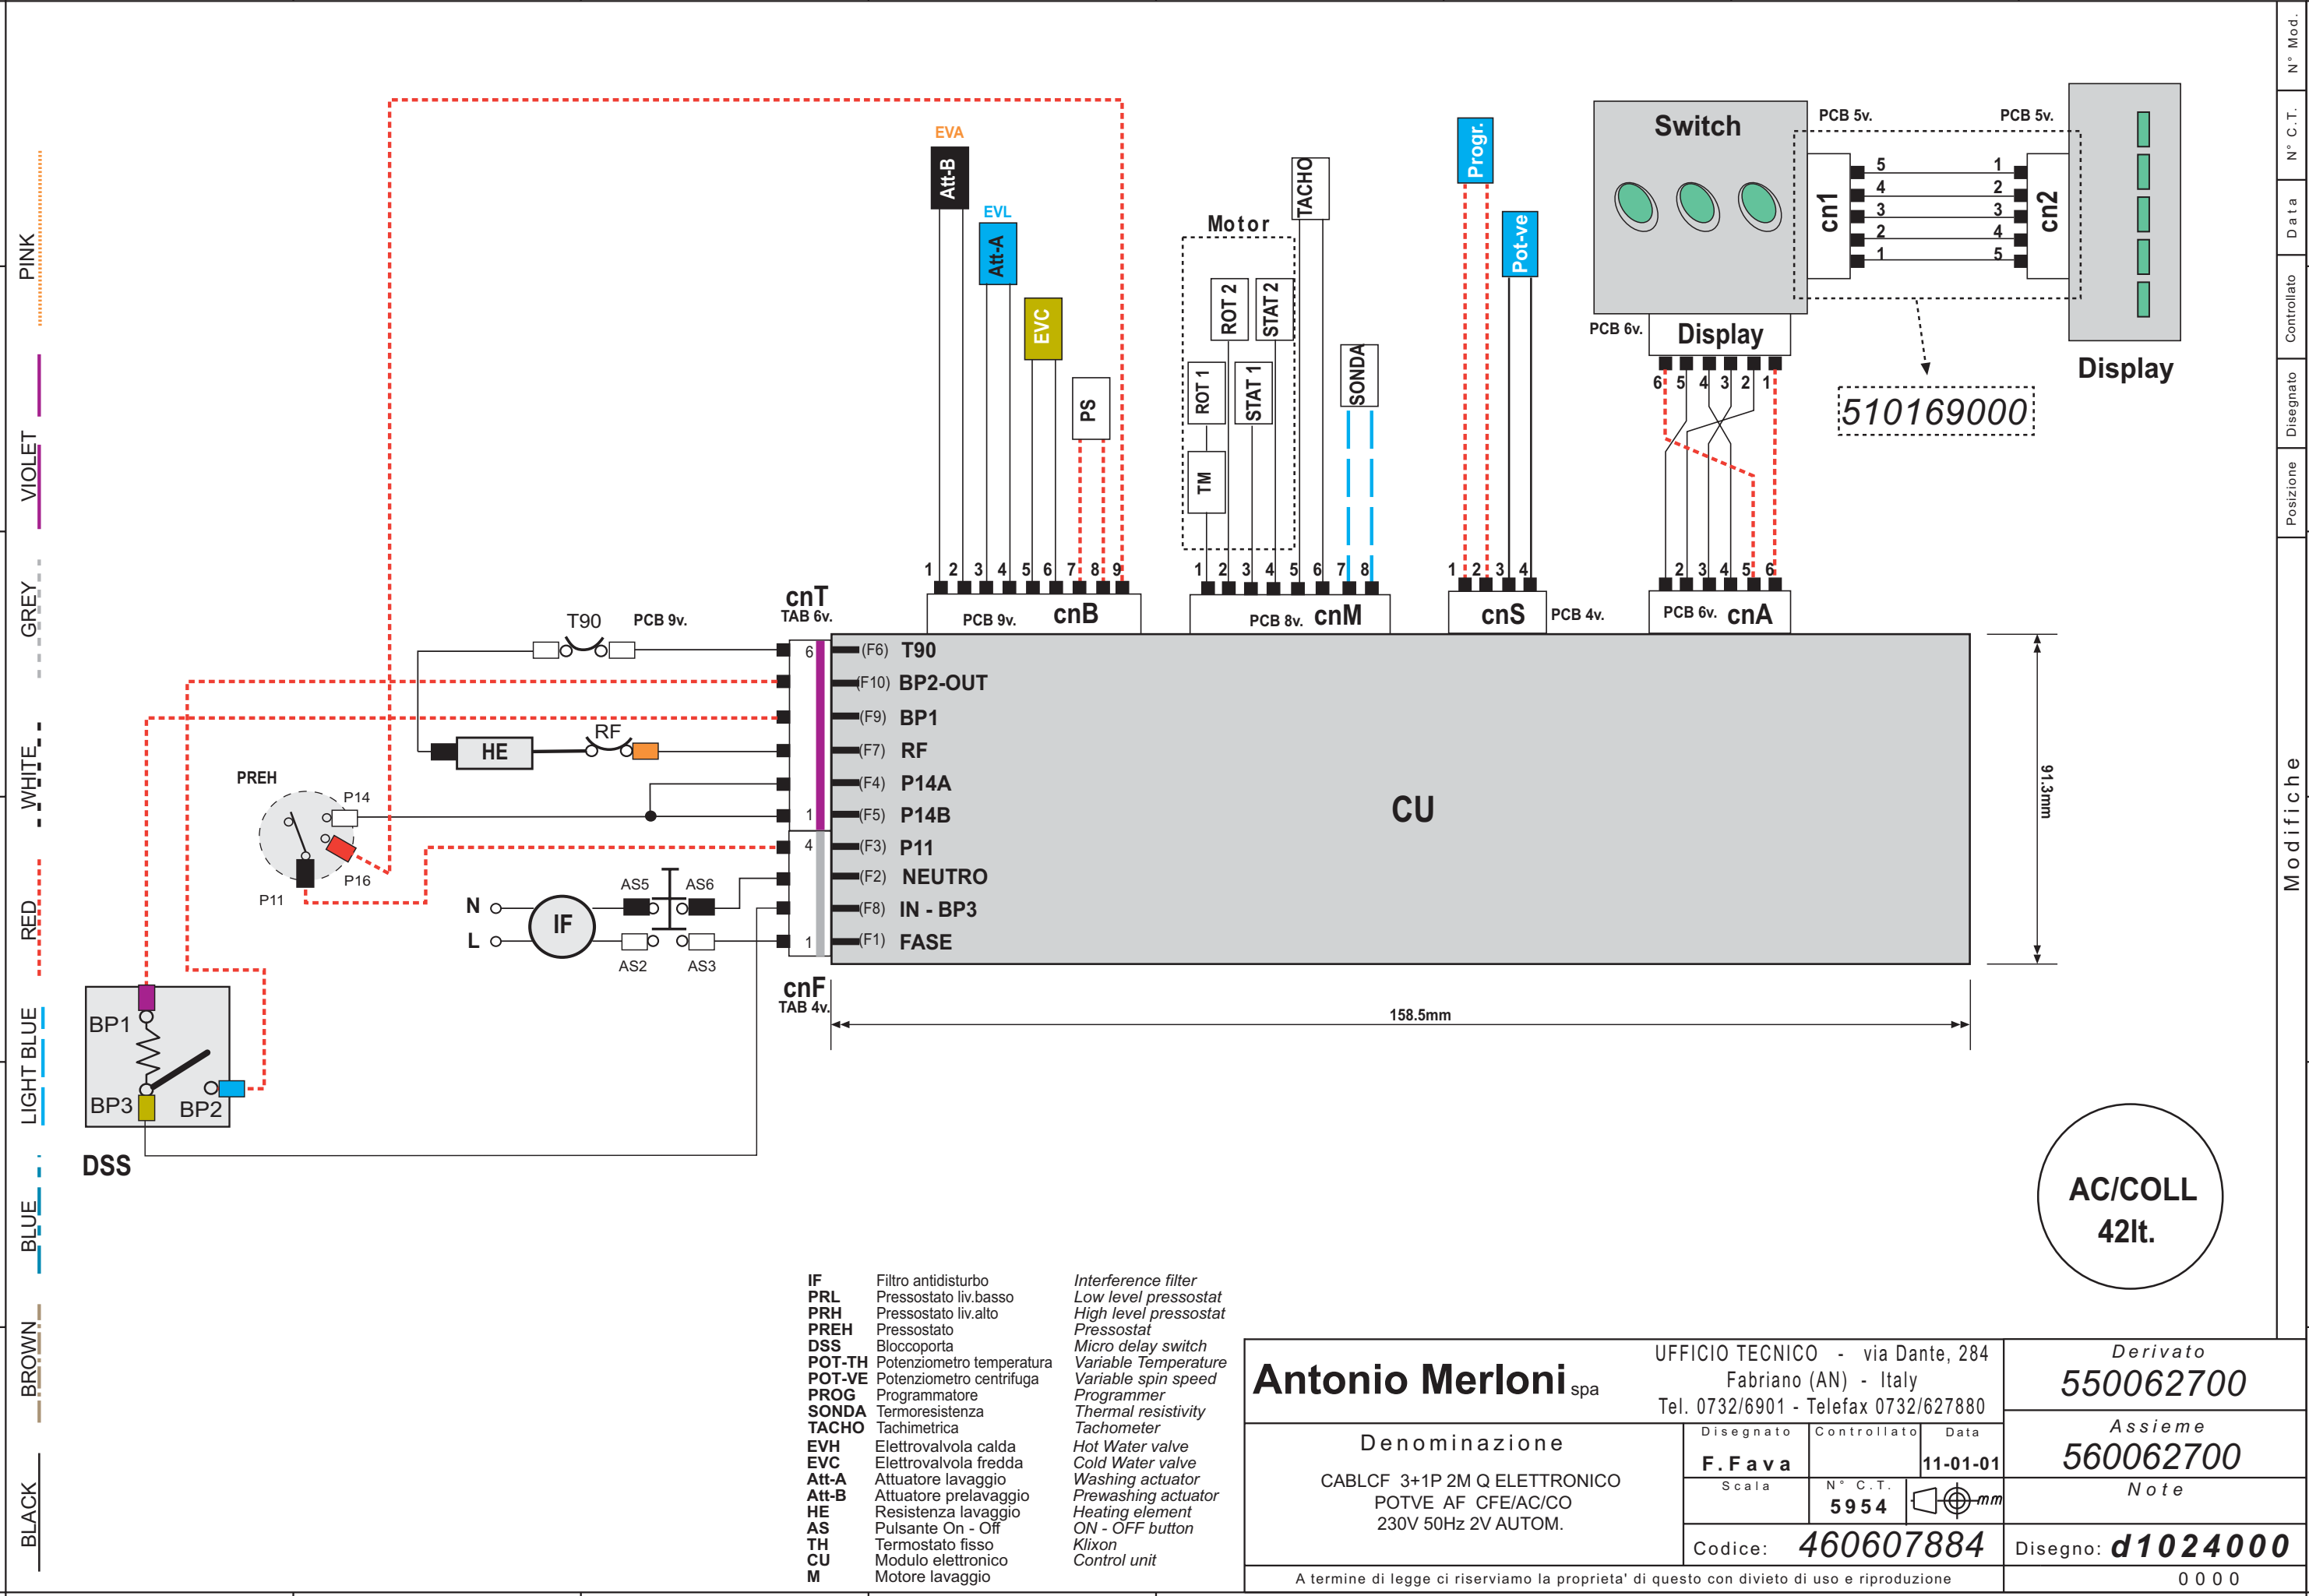 EVA
Att-B
EVL
Att-A
EVC
PS
Motor
ROT 1
TM
ROT 2
STAT 1
STAT 2
TACHO
SONDA
Progr.
Pot-ve
Switch
PCB 5v.
PCB 5v.
cn1
5 1
4 2
3 3
2 4
1 5
cn2
PCB 6v.
Display
6 5 4 3 2 1
Display
510169000
1 2 3 4 5 6 7 8 9
PCB 9v. cnB
1 2 3 4 5 6 7 8
PCB 8v. cnM
1 2 3 4
cnS PCB 4v.
2 3 4 5 6
PCB 6v. cnA
cnT
TAB 6v.
T90 PCB 9v.
6 (F6) T90
(F10) BP2-OUT
(F9) BP1
HE RF (F7) RF
(F4) P14A
1 (F5) P14B
4 (F3) P11
(F2) NEUTRO
(F8) IN - BP3
1 (F1) FASE
CU
91.3mm
158.5mm
PREH
P14
P16
P11
N
L
IF
AS5 AS6
AS2 AS3
cnF
TAB 4v.
BP1
BP3
BP2
DSS
PINK
VIOLET
GREY
WHITE
RED
LIGHT BLUE
BLUE
BROWN
BLACK
N° Mod.
N° C.T.
Data
Controllato
Disegnato
Posizione
Modifiche
AC/COLL
42lt.
IF Filtro antidisturbo Interference filter
PRL Pressostato liv.basso Low level pressostat
PRH Pressostato liv.alto High level pressostat
PREH Pressostato Pressostat
DSS Bloccoporta Micro delay switch
POT-TH Potenziometro temperatura Variable Temperature
POT-VE Potenziometro centrifuga Variable spin speed
PROG Programmatore Programmer
SONDA Termoresistenza Thermal resistivity
TACHO Tachimetrica Tachometer
EVH Elettrovalvola calda Hot Water valve
EVC Elettrovalvola fredda Cold Water valve
Att-A Attuatore lavaggio Washing actuator
Att-B Attuatore prelavaggio Prewashing actuator
HE Resistenza lavaggio Heating element
AS Pulsante On - Off ON - OFF button
TH Termostato fisso Klixon
CU Modulo elettronico Control unit
M Motore lavaggio
Antonio Merloni spa
UFFICIO TECNICO - via Dante, 284
Fabriano (AN) - Italy
Tel. 0732/6901 - Telefax 0732/627880
Derivato
550062700
Assieme
560062700
Note
Denominazione
CABLCF 3+1P 2M Q ELETTRONICO
POTVE AF CFE/AC/CO
230V 50Hz 2V AUTOM.
Disegnato Controllato Data
F.Fava 11-01-01
Scala N° C.T.
5954 mm
Codice: 460607884
Disegno: d1024000
A termine di legge ci riserviamo la proprieta' di questo con divieto di uso e riproduzione
0000